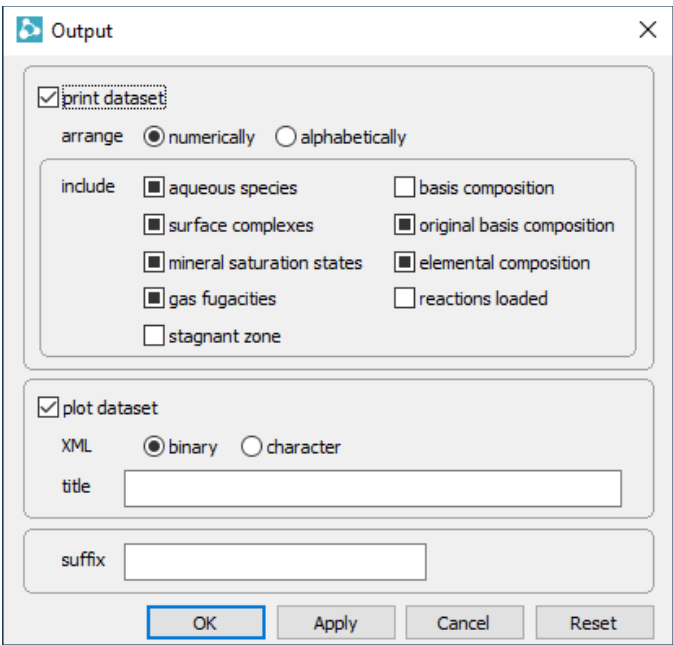 Output
print dataset
arrange numerically alphabetically
include aqueous species basis composition
surface complexes original basis composition
mineral saturation states elemental composition
gas fugacities reactions loaded
stagnant zone
plot dataset
XML binary character
title
suffix
OK Apply Cancel Reset